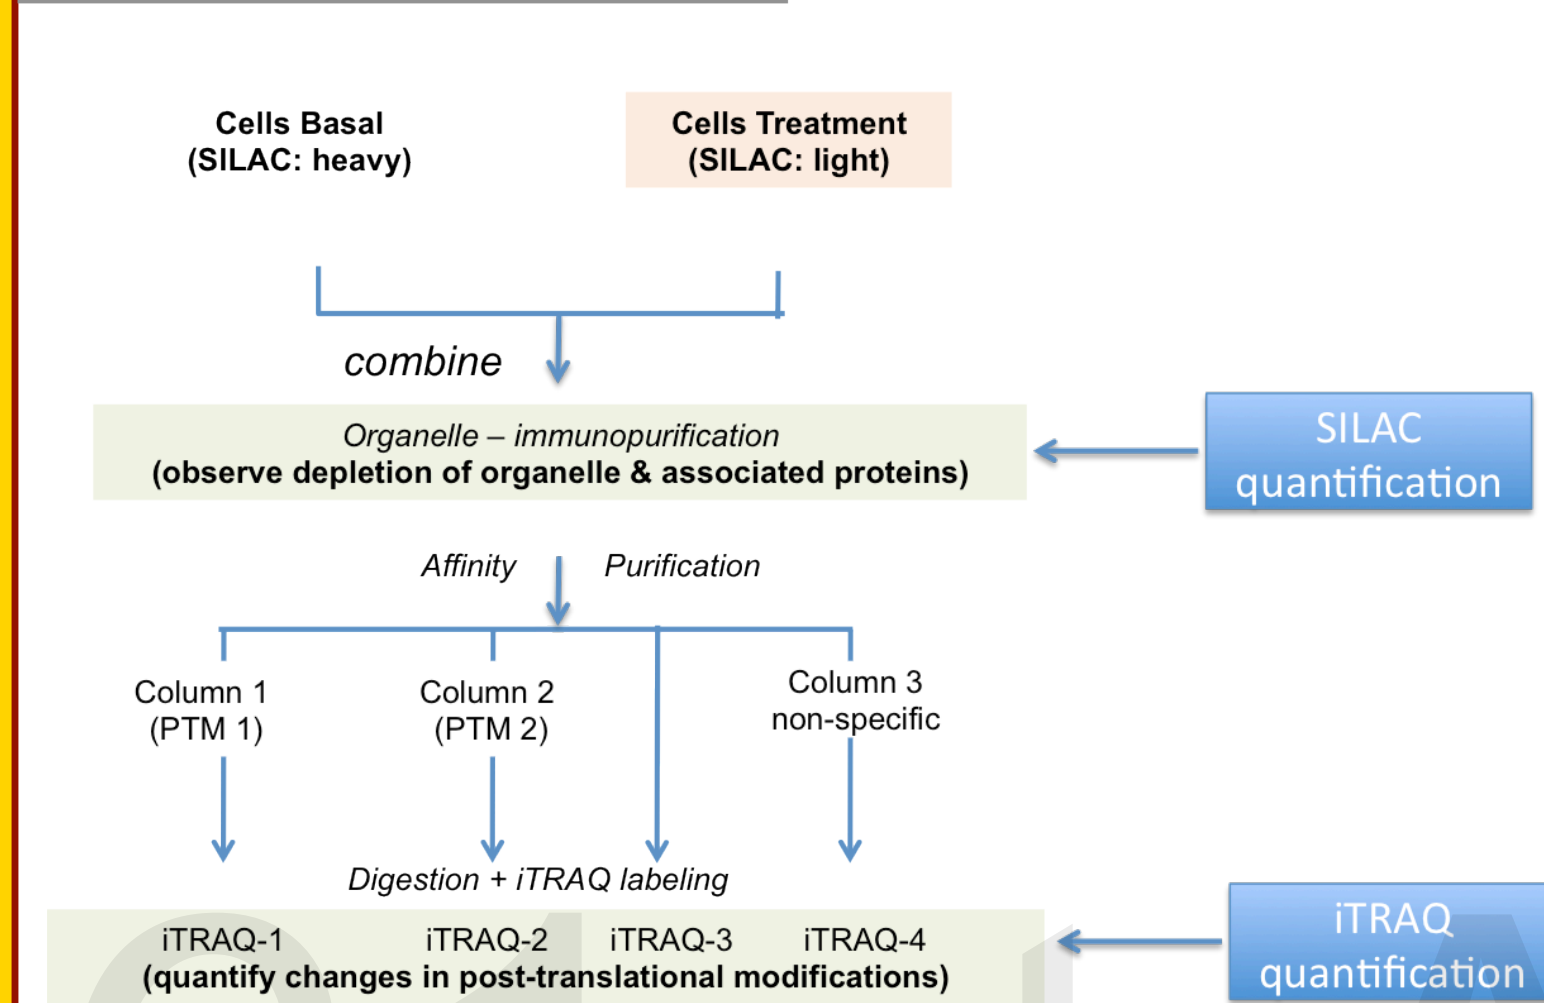 Cells Basal
(SILAC: heavy)
Cells Treatment
(SILAC: light)
combine
Organelle – immunopurification
(observe depletion of organelle & associated proteins)
SILAC
quantification
Affinity Purification
Column 1
(PTM 1)
Column 2
(PTM 2)
Column 3
non-specific
Digestion + iTRAQ labeling
iTRAQ-1 iTRAQ-2 iTRAQ-3 iTRAQ-4
(quantify changes in post-translational modifications)
iTRAQ
quantification